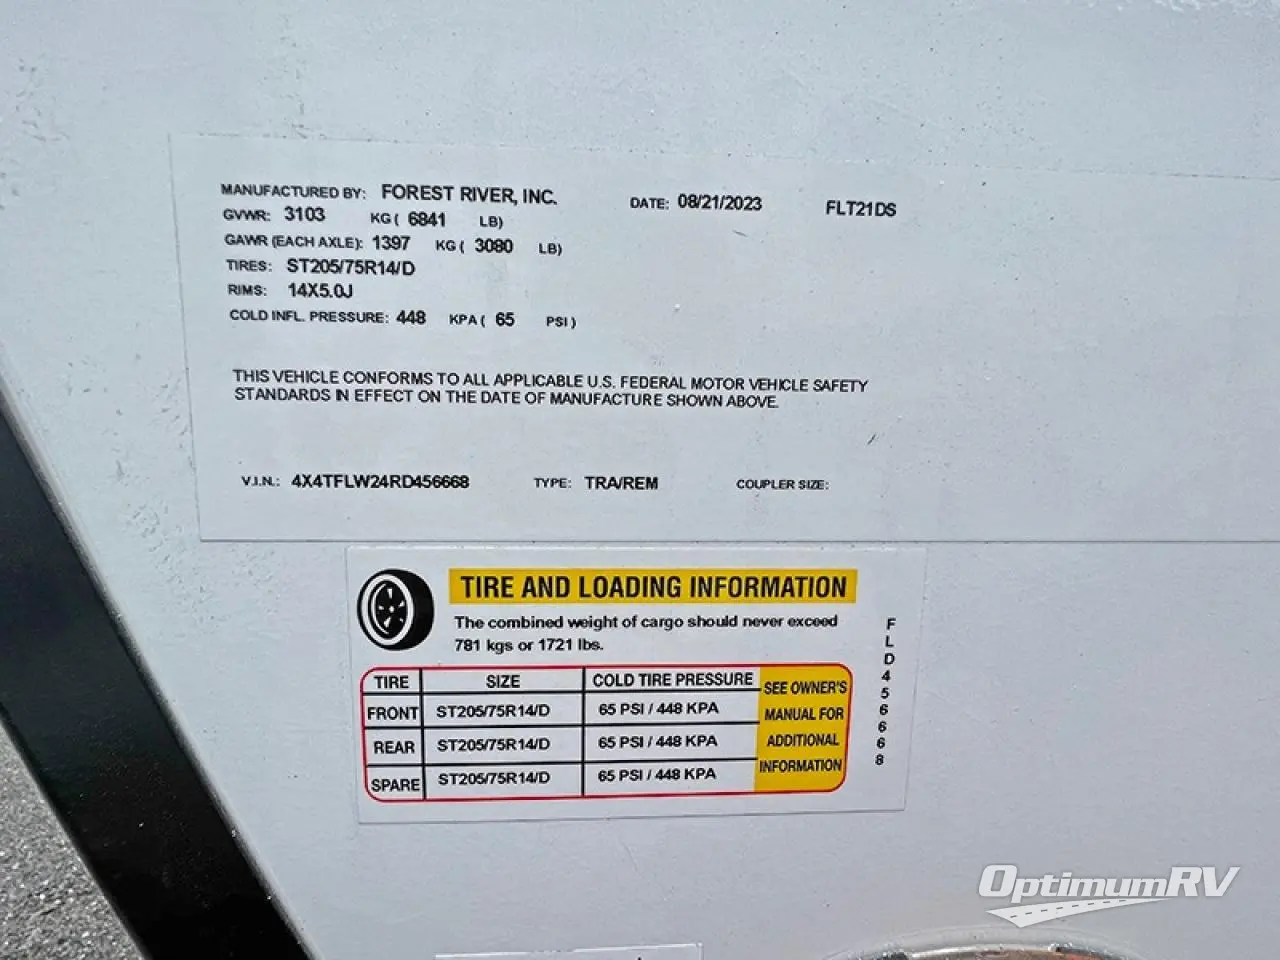 MANUFACTURED BY: FOREST RIVER, INC. DATE: 08/21/2023 FLT21DS
GVWR: 3103 KG ( 6841 LB)
GAWR (EACH AXLE): 1397 KG ( 3080 LB)
TIRES: ST205/75R14/D
RIMS: 14X5.0J
COLD INFL. PRESSURE: 448 KPA ( 65 PSI )
THIS VEHICLE CONFORMS TO ALL APPLICABLE U.S. FEDERAL MOTOR VEHICLE SAFETY
STANDARDS IN EFFECT ON THE DATE OF MANUFACTURE SHOWN ABOVE.
V.I.N.: 4X4TFLW24RD456668 TYPE: TRA/REM COUPLER SIZE:
TIRE AND LOADING INFORMATION
The combined weight of cargo should never exceed
781 kgs or 1721 lbs.
TIRE SIZE COLD TIRE PRESSURE
FRONT ST205/75R14/D 65 PSI / 448 KPA
REAR ST205/75R14/D 65 PSI / 448 KPA
SPARE ST205/75R14/D 65 PSI / 448 KPA
SEE OWNER'S
MANUAL FOR
ADDITIONAL
INFORMATION
FLD456668
OptimumRV